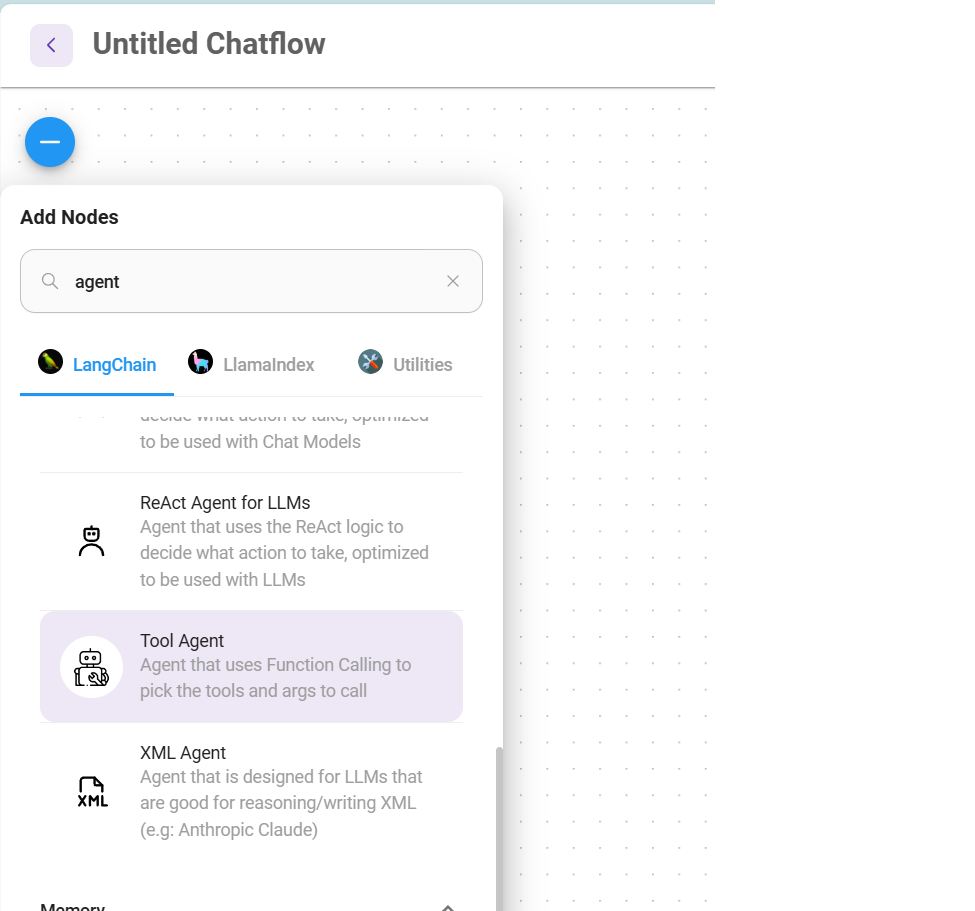 Untitled Chatflow
Add Nodes
agent
LangChain
LlamaIndex
Utilities
decide what action to take, optimized
to be used with Chat Models
ReAct Agent for LLMs
Agent that uses the ReAct logic to
decide what action to take, optimized
to be used with LLMs
Tool Agent
Agent that uses Function Calling to
pick the tools and args to call
XML Agent
XML
Agent that is designed for LLMs that
are good for reasoning/writing XML
(e.g: Anthropic Claude)
Memory